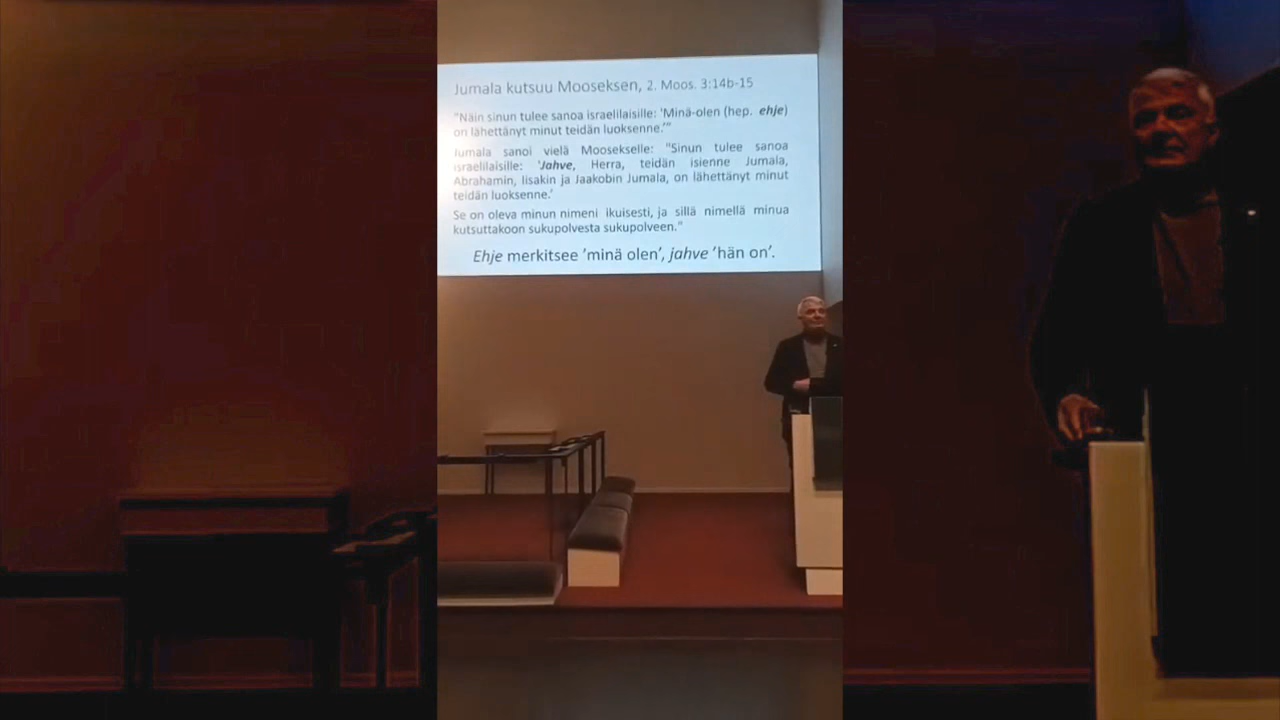 Jumala kutsuu Mooseksen, 2. Moos. 3:14b-15
"Näin sinun tulee sanoa israelilaisille: 'Minä-olen (hep. ehje)
on lähettänyt minut teidän luoksenne.'"
Jumala sanoi vielä Moosekselle: "Sinun tulee sanoa
israelilaisille: 'Jahve, Herra, teidän isienne Jumala,
Abrahamin, Iisakin ja Jaakobin Jumala, on lähettänyt minut
teidän luoksenne.'
Se on oleva minun nimeni ikuisesti, ja sillä nimellä minua
kutsuttakoon sukupolvesta sukupolveen."
Ehje merkitsee 'minä olen', jahve 'hän on'.